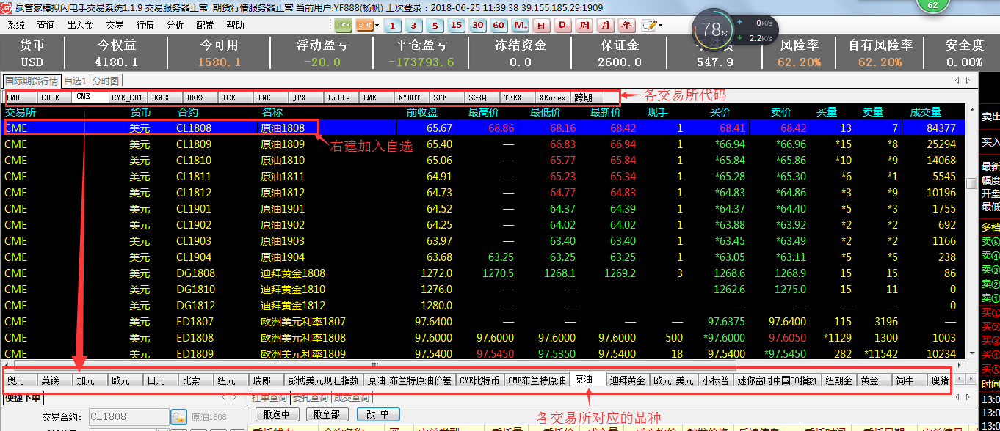 赢管家模拟闪电手交易系统1.1.9 交易服务器正常 期货行情服务器正常 当前用户:YF888(杨帆) 上次登录：2018-06-25 11:39:38 39.155.185.29:1909
62
系统 查询 出入金 交易 行情 分析 配置 帮助 Tick 分时 1 3 5 15 30 60 M. 日 D. 周 月 年
78% 0K/s
2.2K/s
货币 今权益 今可用 浮动盈亏 平仓盈亏 冻结资金 保证金 风险率 自有风险率 安全度
USD 4180.1 1580.1 -20.0 -173793.6 0.0 2600.0 547.9 62.20% 62.20% 0.00%
国际期货行情 自选1 分时图
BMD CBOE CME CME_CBT DGCX HKEX ICE INE JPX Liffe LME NYBOT SFE SGXQ TFEX XEurex 跨期 各交易所代码
交易所 货币 合约 名称 前收盘 最高价 最低价 最新价 现手 买价 卖价 买量 卖量 成交量
CME 美元 CL1808 原油1808 65.67 68.86 68.16 68.42 1 68.41 68.42 13 7 84377
右建加入自选
CME 美元 CL1809 原油1809 65.40 — 66.83 66.94 1 *66.94 *66.96 *15 *8 25294
CME 美元 CL1810 原油1810 65.06 — 65.77 65.84 1 *65.84 *65.86 *10 *9 14068
CME 美元 CL1811 原油1811 64.91 — 65.23 65.34 1 *65.28 *65.30 *6 *1 5545
CME 美元 CL1812 原油1812 64.73 — 64.77 64.83 1 *64.83 *64.86 *3 *9 10196
CME 美元 CL1901 原油1901 64.52 — 64.37 64.39 1 *64.37 *64.40 *5 *3 1755
CME 美元 CL1902 原油1902 64.25 — 64.02 64.02 1 *63.88 *63.92 *2 *2 692
CME 美元 CL1903 原油1903 63.97 — 63.40 63.40 1 *63.45 *63.49 *2 *2 1166
CME 美元 CL1904 原油1904 63.68 63.25 63.25 63.25 1 *63.05 *63.11 *5 *5 238
CME 美元 DG1808 迪拜黄金1808 1272.0 1270.5 1268.1 1269.2 3 1268.6 1268.9 15 15 86
CME 美元 DG1810 迪拜黄金1810 1276.0 1262.6 1275.0 15 11 0
CME 美元 DG1812 迪拜黄金1812 1280.0 — — — — 0
CME 美元 ED1807 欧洲美元利率1807 97.6400 — — — — 97.6375 97.6400 115 3196 —
CME 美元 ED1808 欧洲美元利率1808 97.6000 97.6000 97.6000 97.6000 500 *97.6000 97.6050 *1129 1300 1003
CME 美元 ED1809 欧洲美元利率1809 97.5400 97.5450 97.5350 97.5400 18 97.5400 *97.5450 282 *11542 10234
卖出
买入
最新
幅度
开盘
最低
多档
卖⑤
卖④
卖③
卖②
卖①
买①
买②
买③
买④
买⑤
时间
13:0
13:0
13:0
澳元 英镑 加元 欧元 日元 比索 纽元 瑞郎 彭博美元现汇指数 原油-布兰特原油价差 CME比特币 CME布兰特原油 原油 迪拜黄金 欧元-美元 小标普 迷你富时中国50指数 纽期金 黄金 饲牛 瘦猪
便捷下单 挂单查询 委托查询 成交查询
交易合约: CL1808 原油1808 撤选中 撤全部 改 单 各交易所对应的品种